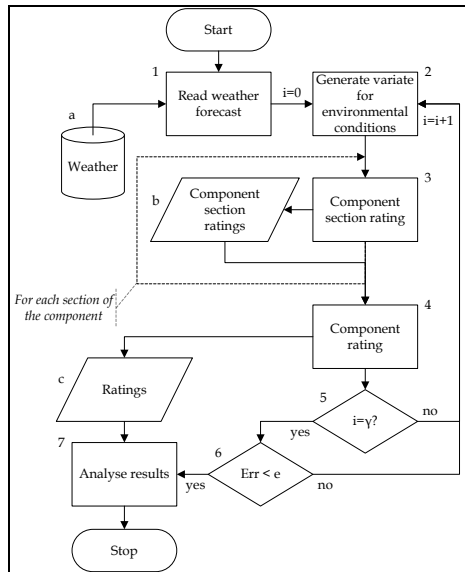 Start
1
Read weather
forecast
i=0
2
Generate variate
for
environmental
conditions
i=i+1
a
Weather
3
Component
section rating
b
Component
section
ratings
For each section of
the component
4
Component
rating
c
Ratings
5
i=γ?
no
yes
6
Err < e
no
yes
7
Analyse results
Stop